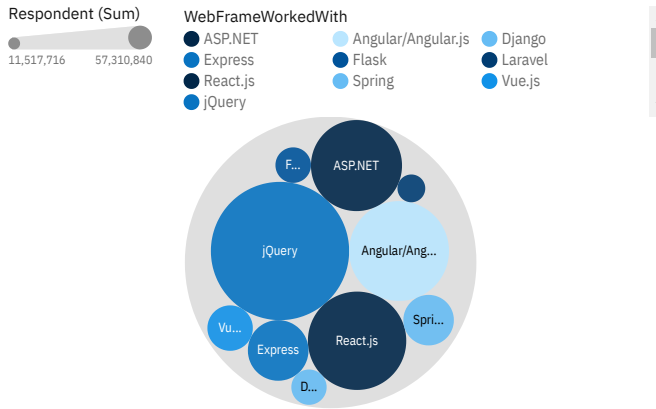 Respondent (Sum)
11,517,716 57,310,840
WebFrameWorkedWith
ASP.NET Angular/Angular.js Django
Express Flask Laravel
React.js Spring Vue.js
jQuery
F... ASP.NET
jQuery Angular/Ang...
Vu... Express React.js Spri...
D...